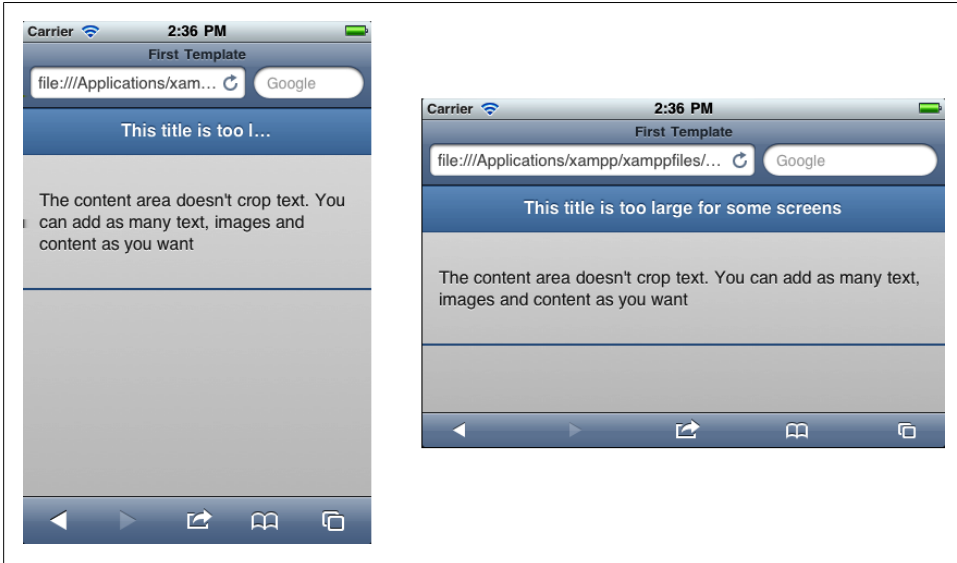 Carrier 2:36 PM
First Template
file:///Applications/xam... Google
This title is too l...
The content area doesn't crop text. You
can add as many text, images and
content as you want
Carrier 2:36 PM
First Template
file:///Applications/xampp/xamppfiles/... Google
This title is too large for some screens
The content area doesn't crop text. You can add as many text,
images and content as you want